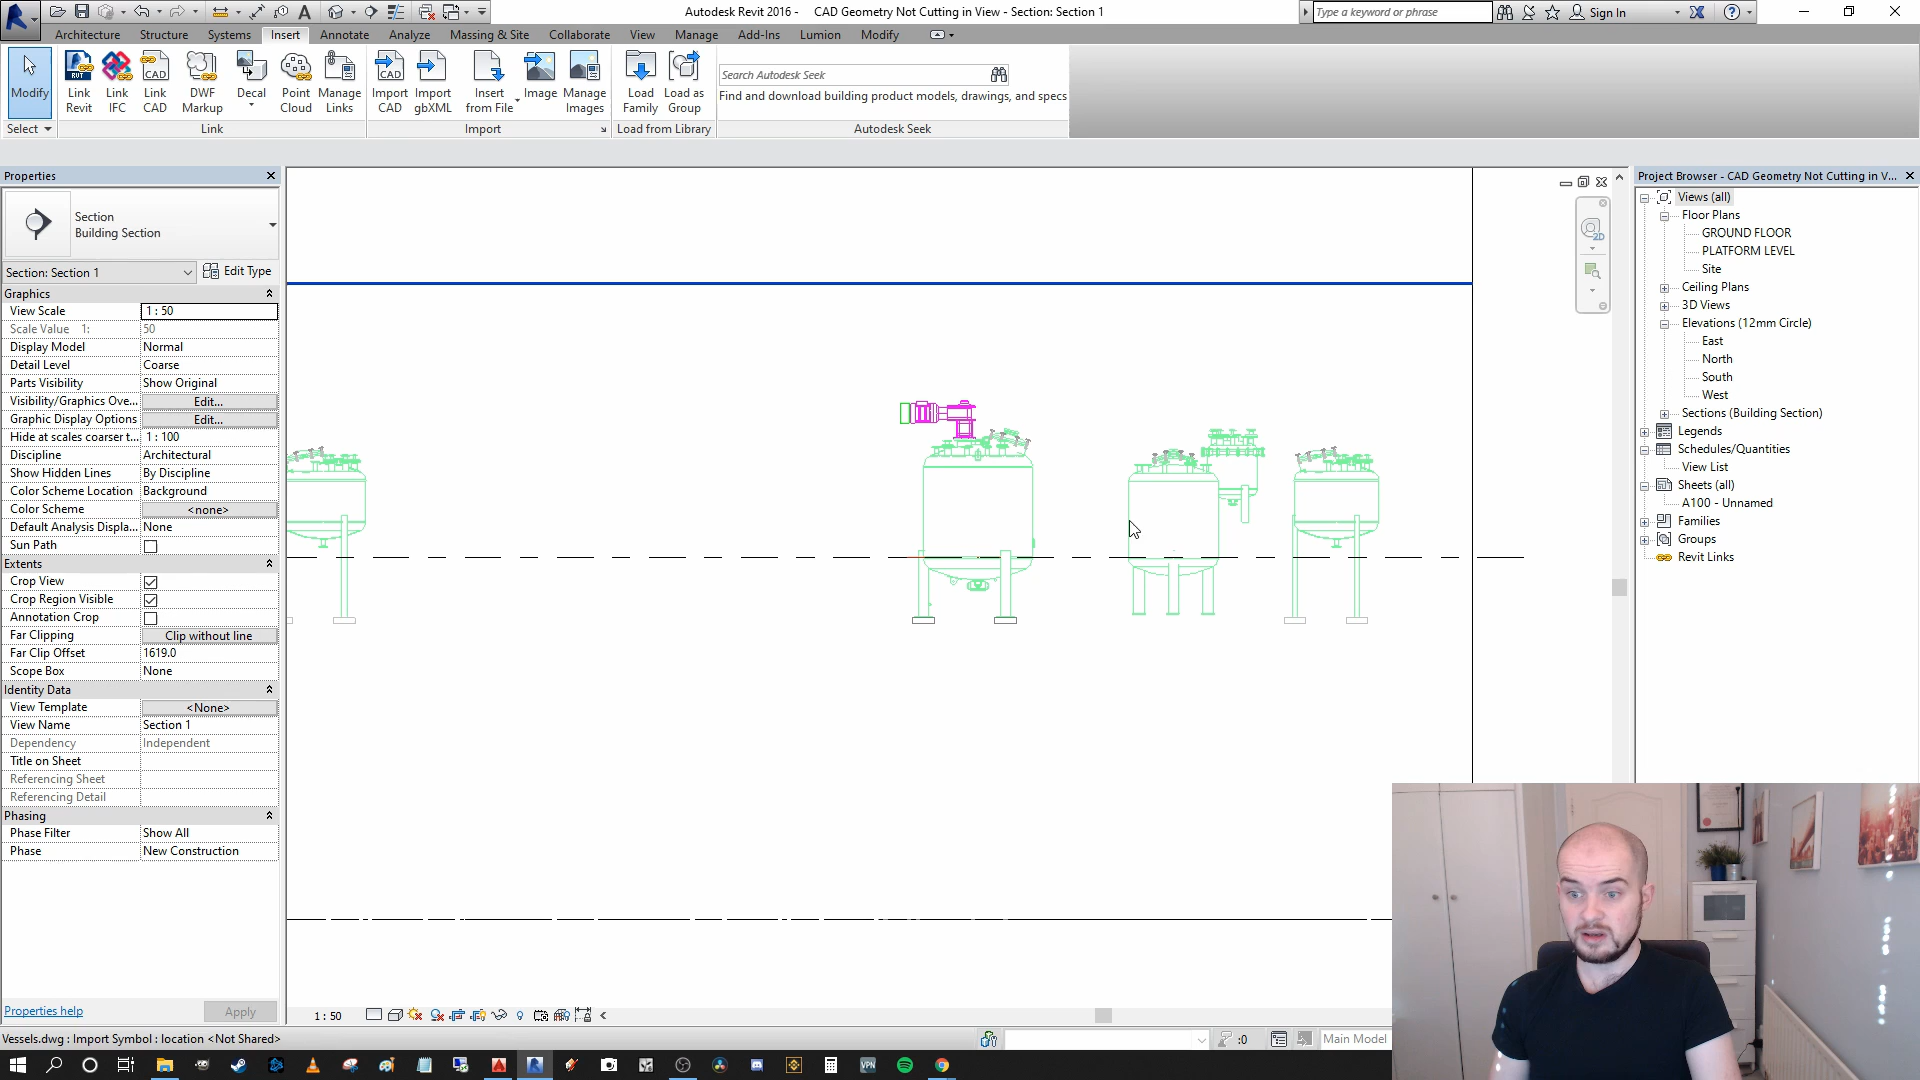 Autodesk Revit 2016 -     CAD Geometry Not Cutting in View - Section: Section 1
Type a keyword or phrase
Sign In
Architecture
Structure
Systems
Insert
Annotate
Analyze
Massing & Site
Collaborate
View
Manage
Add-Ins
Lumion
Modify
Modify
Link Revit
Link IFC
Link CAD
DWF Markup
Decal
Point Cloud
Manage Links
Import CAD
Import gbXML
Insert from File
Image
Manage Images
Load Family
Load as Group
Search Autodesk Seek
Find and download building product models, drawings, and specs
Select
Link
Import
Load from Library
Autodesk Seek
Properties
Section
Building Section
Section: Section 1
Edit Type
Graphics
View Scale 1 : 50
Scale Value 1: 50
Display Model Normal
Detail Level Coarse
Parts Visibility Show Original
Visibility/Graphics Ove... Edit...
Graphic Display Options Edit...
Hide at scales coarser t... 1 : 100
Discipline Architectural
Show Hidden Lines By Discipline
Color Scheme Location Background
Color Scheme <none>
Default Analysis Displa... None
Sun Path
Extents
Crop View
Crop Region Visible
Annotation Crop
Far Clipping Clip without line
Far Clip Offset 1619.0
Scope Box None
Identity Data
View Template <None>
View Name Section 1
Dependency Independent
Title on Sheet
Referencing Sheet
Referencing Detail
Phasing
Phase Filter Show All
Phase New Construction
Properties help
Apply
2D
Project Browser - CAD Geometry Not Cutting in V...
Views (all)
Floor Plans
GROUND FLOOR
PLATFORM LEVEL
Site
Ceiling Plans
3D Views
Elevations (12mm Circle)
East
North
South
West
Sections (Building Section)
Legends
Schedules/Quantities
View List
Sheets (all)
A100 - Unnamed
Families
Groups
Revit Links
1 : 50
Vessels.dwg : Import Symbol : location <Not Shared>
:0
Main Model
VPN